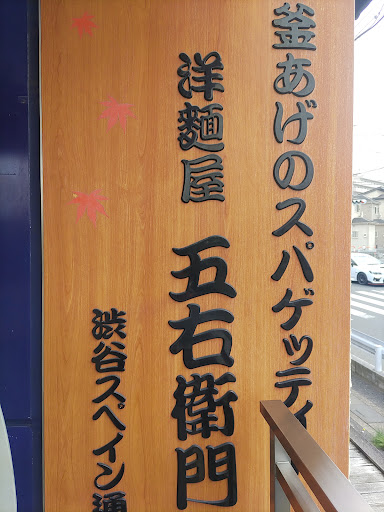 釜あげのスパゲッティ
洋麺屋 五右衛門
渋谷スペイン通